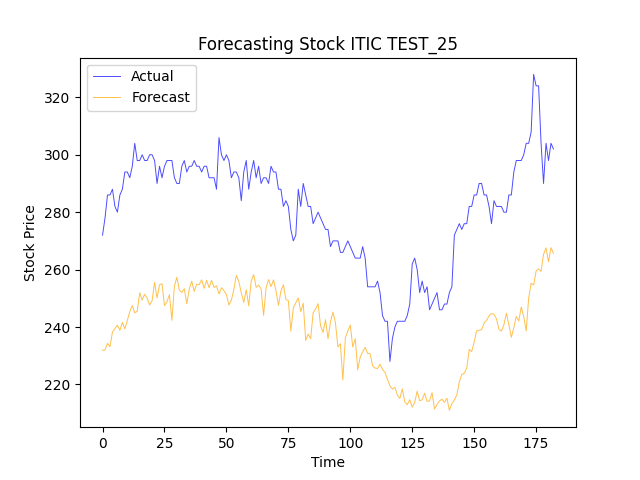 Forecasting Stock ITIC TEST_25
Actual
Forecast
Stock Price
320
300
280
260
240
220
0 25 50 75 100 125 150 175
Time